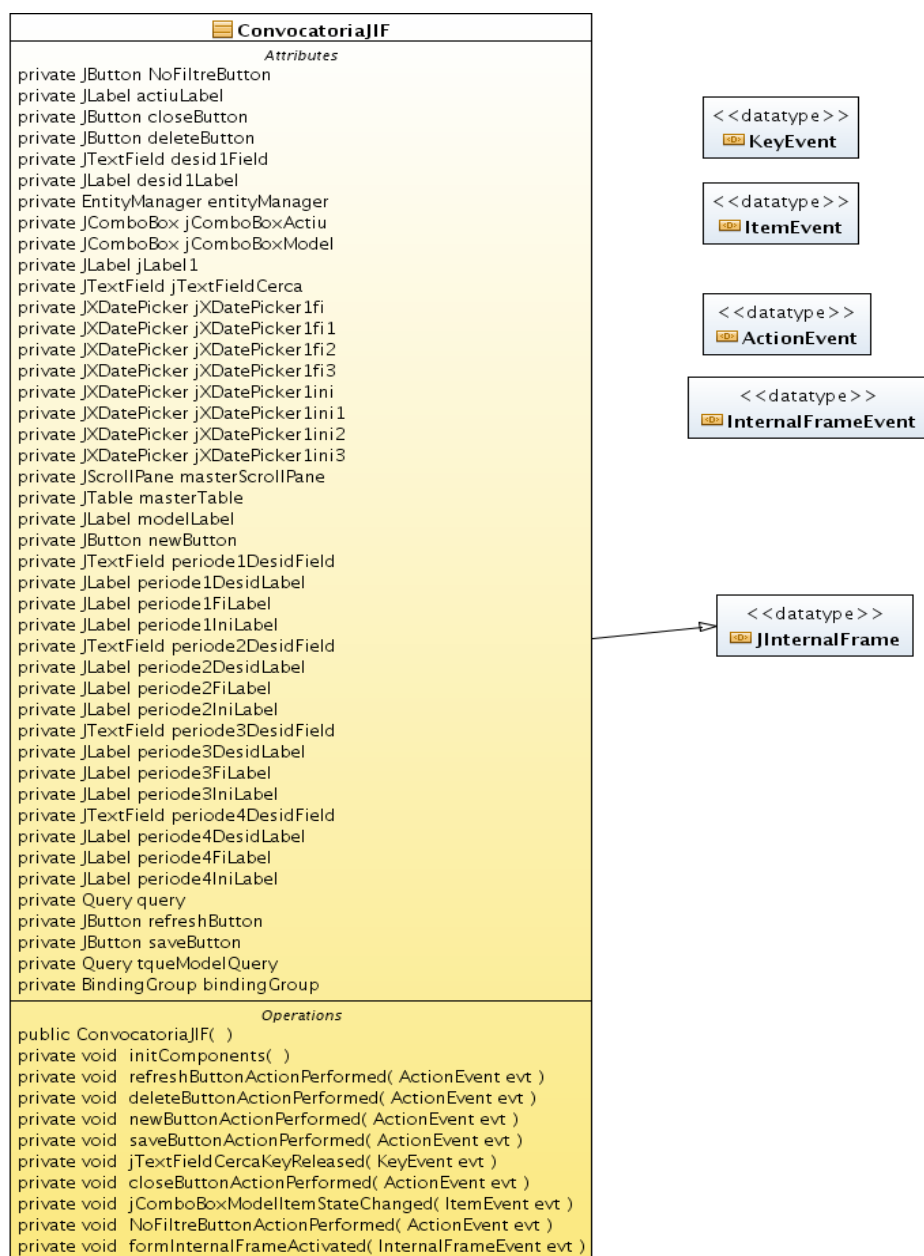 ConvocatoriaJIF
Attributes
private JButton NoFiltreButton
private JLabel actiuLabel
private JButton closeButton
private JButton deleteButton
private JTextField desid1Field
private JLabel desid1Label
private EntityManager entityManager
private JComboBox jComboBoxActiu
private JComboBox jComboBoxModel
private JLabel jLabel1
private JTextField jTextFieldCerca
private JXDatePicker jXDatePicker1fi
private JXDatePicker jXDatePicker1fi1
private JXDatePicker jXDatePicker1fi2
private JXDatePicker jXDatePicker1fi3
private JXDatePicker jXDatePicker1ini
private JXDatePicker jXDatePicker1ini1
private JXDatePicker jXDatePicker1ini2
private JXDatePicker jXDatePicker1ini3
private JScrollPane masterScrollPane
private JTable masterTable
private JLabel modelLabel
private JButton newButton
private JTextField periode1DesidField
private JLabel periode1DesidLabel
private JLabel periode1FiLabel
private JLabel periode1IniLabel
private JTextField periode2DesidField
private JLabel periode2DesidLabel
private JLabel periode2FiLabel
private JLabel periode2IniLabel
private JTextField periode3DesidField
private JLabel periode3DesidLabel
private JLabel periode3FiLabel
private JLabel periode3IniLabel
private JTextField periode4DesidField
private JLabel periode4DesidLabel
private JLabel periode4FiLabel
private JLabel periode4IniLabel
private Query query
private JButton refreshButton
private JButton saveButton
private Query tqueModelQuery
private BindingGroup bindingGroup
Operations
public ConvocatoriaJIF( )
private void initComponents( )
private void refreshButtonActionPerformed( ActionEvent evt )
private void deleteButtonActionPerformed( ActionEvent evt )
private void newButtonActionPerformed( ActionEvent evt )
private void saveButtonActionPerformed( ActionEvent evt )
private void jTextFieldCercaKeyReleased( KeyEvent evt )
private void closeButtonActionPerformed( ActionEvent evt )
private void jComboBoxModelItemStateChanged( ItemEvent evt )
private void NoFiltreButtonActionPerformed( ActionEvent evt )
private void formInternalFrameActivated( InternalFrameEvent evt )
<<datatype>>
KeyEvent
<<datatype>>
ItemEvent
<<datatype>>
ActionEvent
<<datatype>>
InternalFrameEvent
<<datatype>>
JInternalFrame